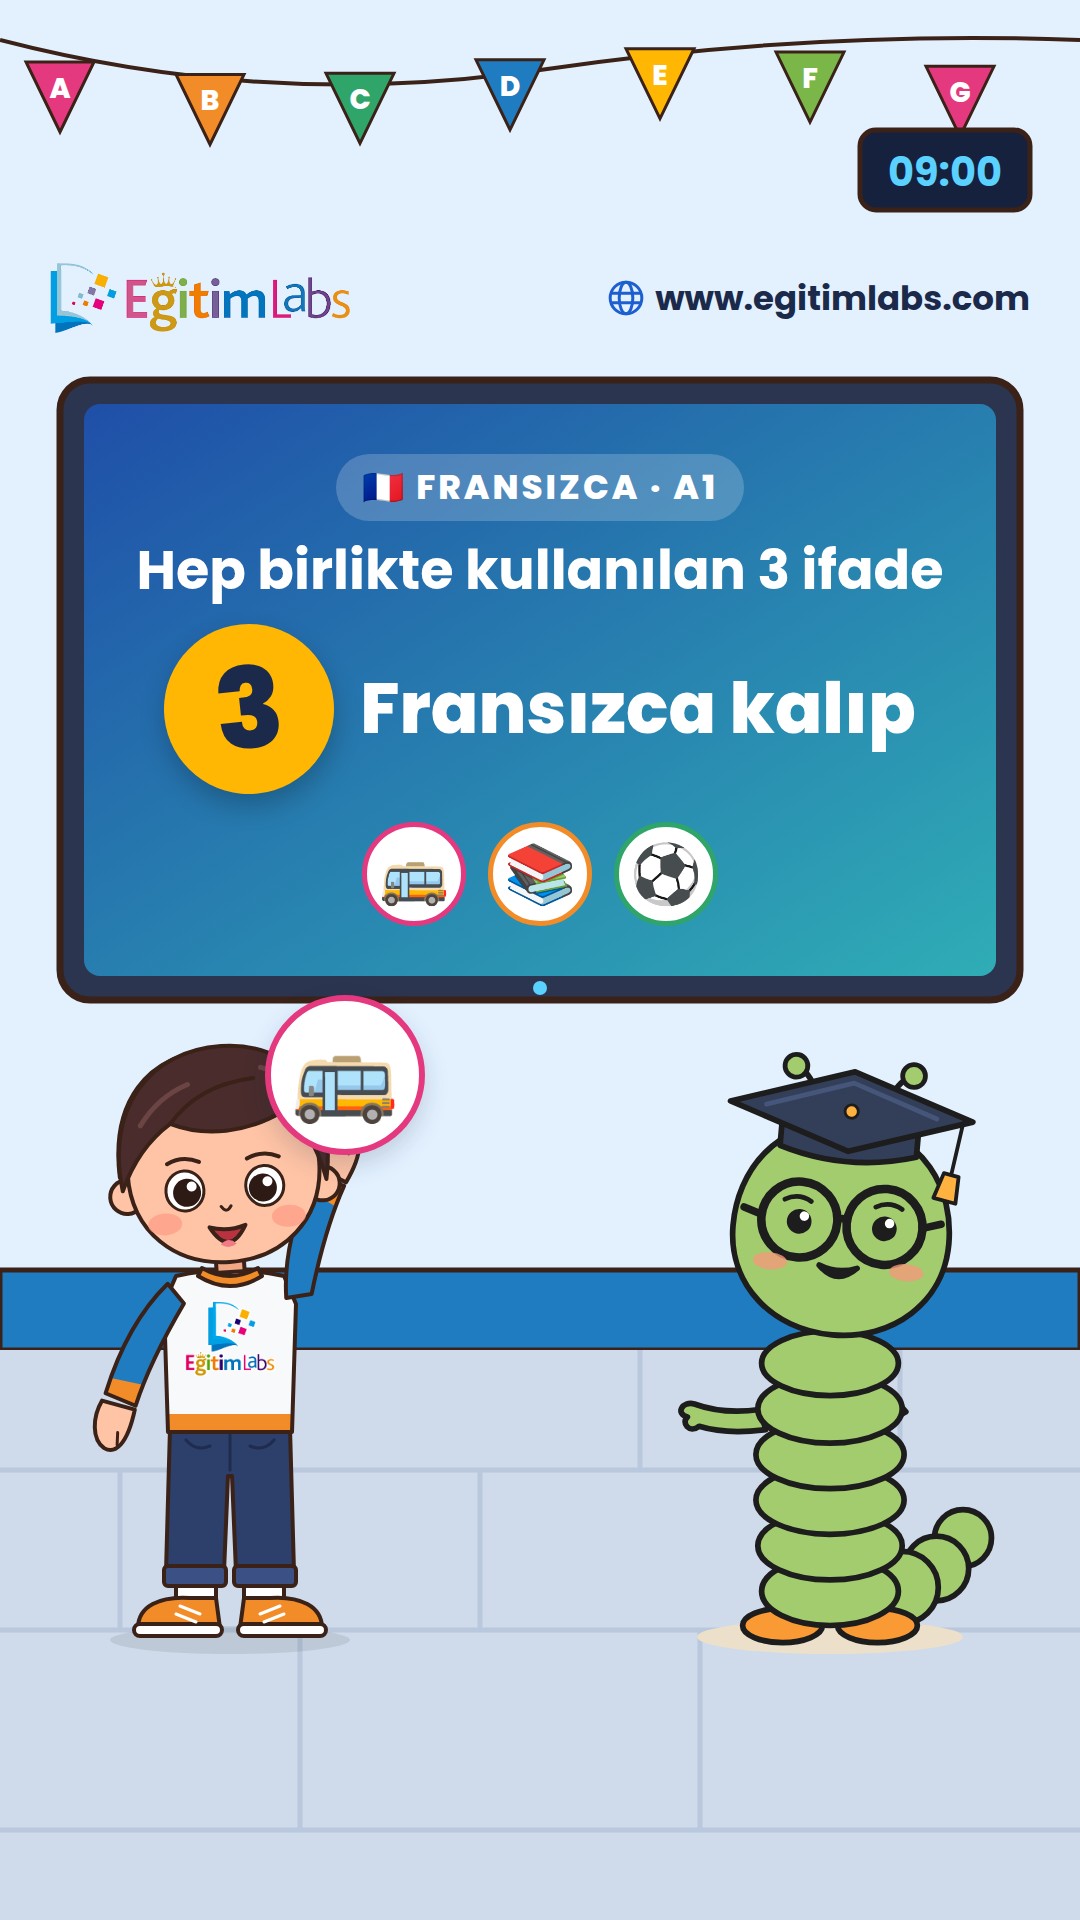 A
B
C
D
E
F
G
09:00
EgitimLabs
www.egitimlabs.com
FRANSIZCA · A1
Hep birlikte kullanılan 3 ifade
3
Fransızca kalıp
EgitimLabs